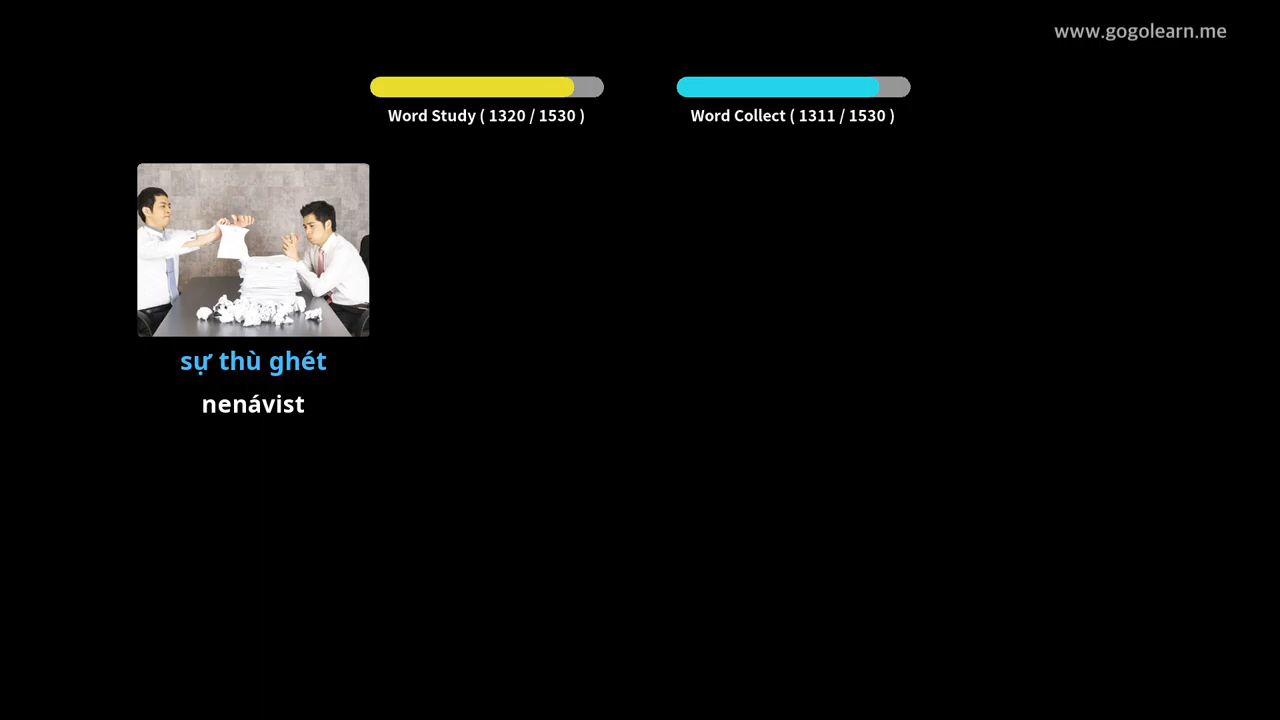 www.gogolearn.me
Word Study ( 1320 / 1530 )
Word Collect ( 1311 / 1530 )
sự thù ghét
nenávist